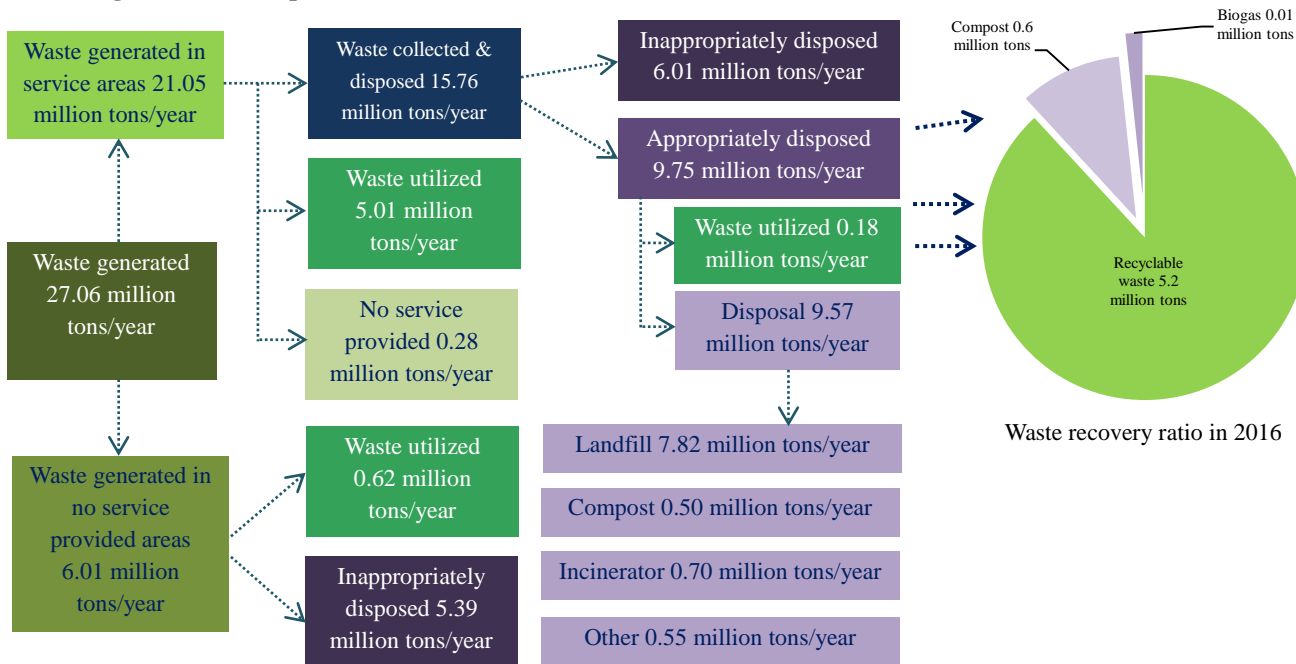 Waste generated in
service areas 21.05
million tons/year
Waste collected &
disposed 15.76
million tons/year
Inappropriately disposed
6.01 million tons/year
Compost 0.6
million tons
Biogas 0.01
million tons
Appropriately disposed
9.75 million tons/year
Waste utilized
5.01 million
tons/year
Waste utilized 0.18
million tons/year
Waste generated
27.06 million
tons/year
Recyclable
waste 5.2
million tons
No service
provided 0.28
million tons/year
Disposal 9.57
million tons/year
Waste recovery ratio in 2016
Waste generated in
no service
provided areas
6.01 million
tons/year
Waste utilized
0.62 million
tons/year
Inappropriately
disposed 5.39
million tons/year
Landfill 7.82 million tons/year
Compost 0.50 million tons/year
Incinerator 0.70 million tons/year
Other 0.55 million tons/year